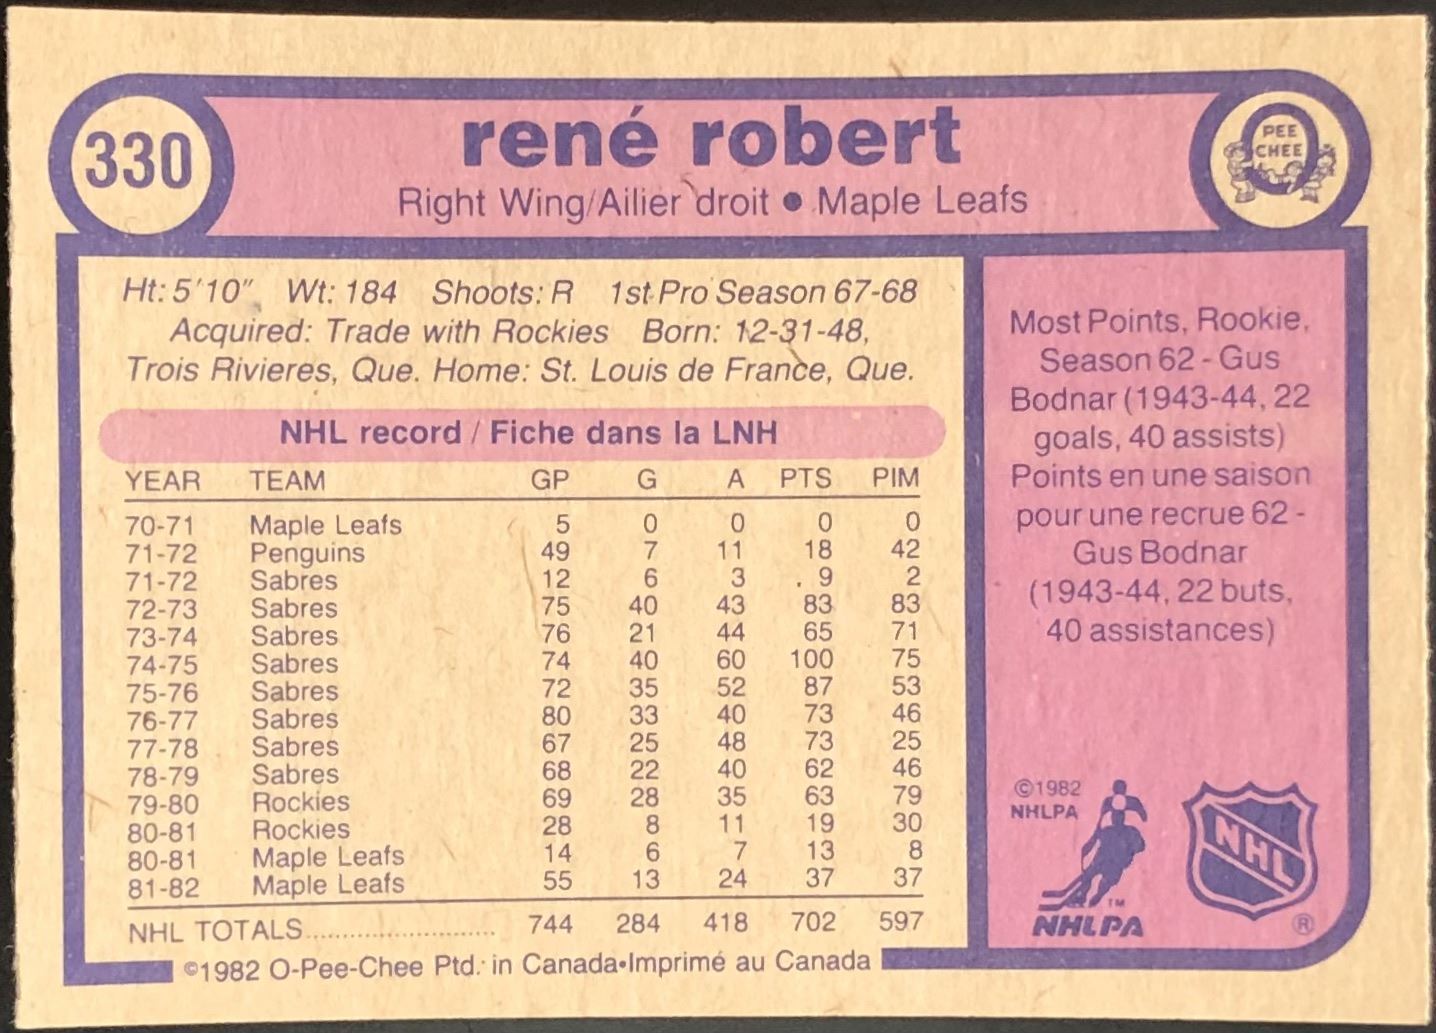 330
rené robert
Right Wing/Ailier droit • Maple Leafs
PEE
CHEE
Ht: 5'10" Wt: 184 Shoots: R 1st Pro Season 67-68
Acquired: Trade with Rockies Born: 12-31-48,
Trois Rivieres, Que. Home: St. Louis de France, Que.
NHL record / Fiche dans la LNH
YEAR TEAM GP G A PTS PIM
70-71 Maple Leafs 5 0 0 0 0
71-72 Penguins 49 7 11 18 42
71-72 Sabres 12 6 3 9 2
72-73 Sabres 75 40 43 83 83
73-74 Sabres 76 21 44 65 71
74-75 Sabres 74 40 60 100 75
75-76 Sabres 72 35 52 87 53
76-77 Sabres 80 33 40 73 46
77-78 Sabres 67 25 48 73 25
78-79 Sabres 68 22 40 62 46
79-80 Rockies 69 28 35 63 79
80-81 Rockies 28 8 11 19 30
80-81 Maple Leafs 14 6 7 13 8
81-82 Maple Leafs 55 13 24 37 37
NHL TOTALS.......................... 744 284 418 702 597
©1982 O-Pee-Chee Ptd. in Canada•Imprimé au Canada
Most Points, Rookie,
Season 62 - Gus
Bodnar (1943-44, 22
goals, 40 assists)
Points en une saison
pour une recrue 62 -
Gus Bodnar
(1943-44, 22 buts,
40 assistances)
©1982
NHLPA
TM
NHLPA
NHL
®